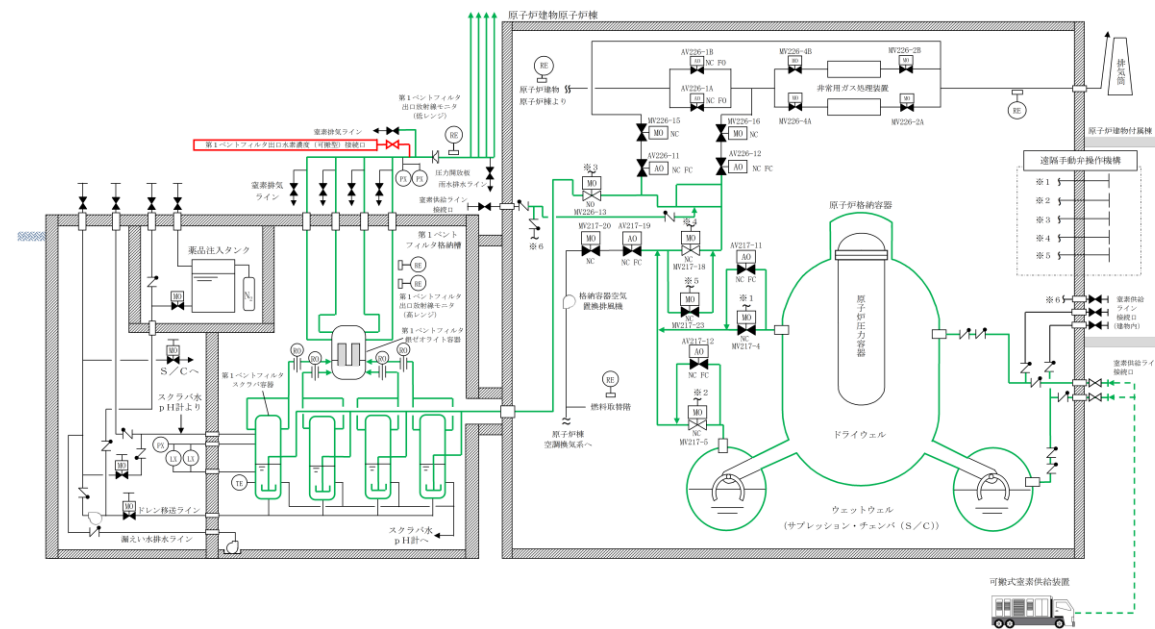 原子炉建物原子炉棟
AV226-1B
AO
NC FO
AV226-1A
AO
NC FO
MV226-4B
MO
MV226-2B
MO
非常用ガス処理装置
MO
MO
MV226-4A
MV226-2A
RE
原子炉建物
原子炉棟より
RE
排気筒
第1ベントフィルタ
出口放射線モニタ
(低レンジ)
RE
窒素排気ライン
第1ベントフィルタ出口水素濃度(可搬型)接続口
MV226-15
MO
NC
MV226-16
MO
NC
AV226-11
AO
NC FC
AV226-12
AO
NC FC
原子炉建物付属棟
遠隔手動弁操作機構
※1
※2
※3
※4
※5
圧力開放板
雨水排水ライン
PX
PX
窒素排気
ライン
窒素供給ライン
接続口
※6
※3
MO
NO
MV226-13
原子炉格納容器
第1ベント
フィルタ格納槽
RE
RE
第1ベントフィルタ
出口放射線モニタ
(高レンジ)
薬品注入タンク
MO
N2
MV217-20
MO
NC
AV217-19
AO
NC FC
※4
MO
NC
MV217-18
AV217-11
AO
NC FC
※5
MO
NC
MV217-23
※1
MO
NC
MV217-4
格納容器空気
置換排風機
原子炉圧力容器
※6
窒素供給
ライン
接続口
(建物内)
MO
S/Cへ
第1ベントフィルタ
銀ゼオライト容器
RO
RO
RO
RO
第1ベントフィルタ
スクラバ容器
AV217-12
AO
NC FC
※2
MO
NC
MV217-5
RE
燃料取替階
原子炉棟
空調換気系へ
窒素供給ライン
接続口
スクラバ水
pH計より
PX
LX
LX
TE
MO
MO
ドレン移送ライン
漏えい水排水ライン
スクラバ水
pH計へ
ドライウェル
ウェットウェル
(サプレッション・チェンバ(S/C))
可搬式窒素供給装置